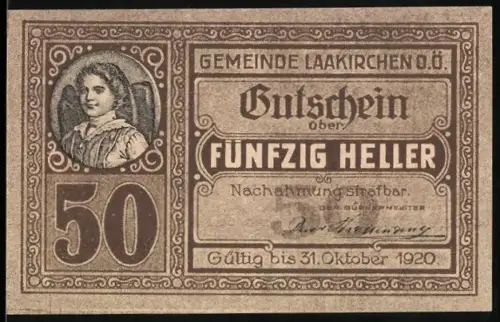 GEMEINDE LAAKIRCHEN O.Ö.
Gutschein
über
FÜNFZIG HELLER
Nachahmung strafbar.
DER BÜRGERMEISTER
Gültig bis 31. Oktober 1920.
50